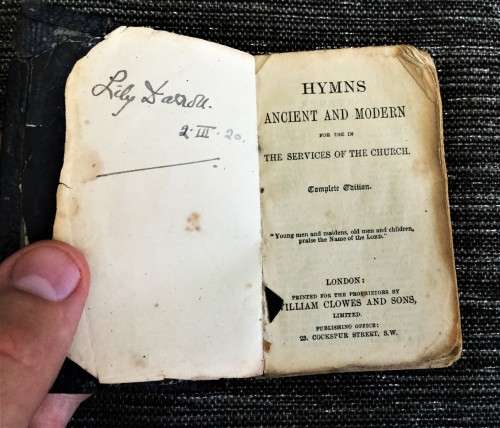 Lily
2·III·20.
HYMNS
ANCIENT AND MODERN
FOR USE IN
THE SERVICES OF THE CHURCH.
Complete Edition.
"Young men and maidens, old men and children,
praise the Name of the LORD."
LONDON:
PRINTED FOR THE PROPRIETORS BY
WILLIAM CLOWES AND SONS,
LIMITED.
PUBLISHING OFFICE:
23, COCKSPUR STREET, S.W.